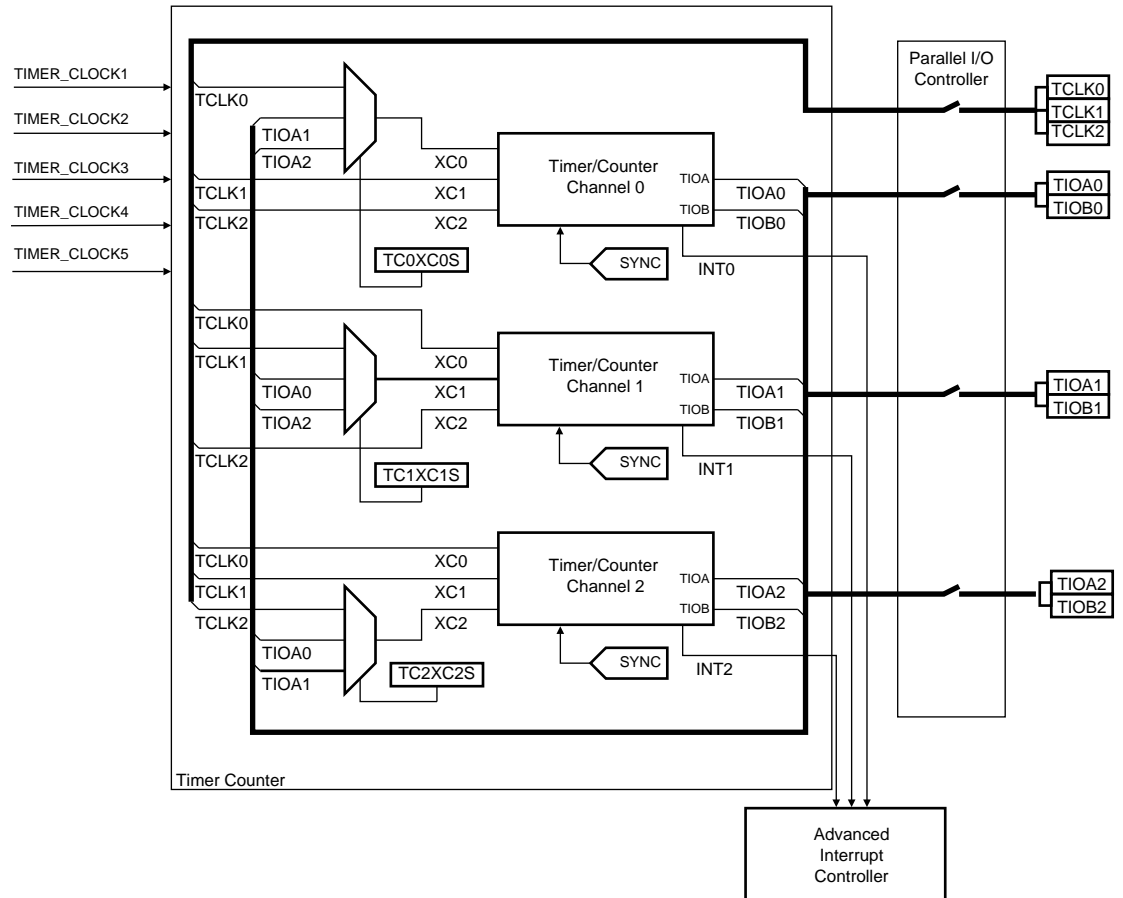 TIMER_CLOCK1
TIMER_CLOCK2
TIMER_CLOCK3
TIMER_CLOCK4
TIMER_CLOCK5
TCLK0
TIOA1
TIOA2
TCLK1
TCLK2
XC0
XC1
XC2
Timer/Counter
Channel 0
TIOA
TIOB
TIOA0
TIOB0
TC0XC0S
SYNC
INT0
TCLK0
TCLK1
TIOA0
TIOA2
TCLK2
XC0
XC1
XC2
Timer/Counter
Channel 1
TIOA
TIOB
TIOA1
TIOB1
TC1XC1S
SYNC
INT1
TCLK0
TCLK1
TCLK2
TIOA0
TIOA1
XC0
XC1
XC2
Timer/Counter
Channel 2
TIOA
TIOB
TIOA2
TIOB2
TC2XC2S
SYNC
INT2
Timer Counter
Parallel I/O
Controller
TCLK0
TCLK1
TCLK2
TIOA0
TIOB0
TIOA1
TIOB1
TIOA2
TIOB2
Advanced
Interrupt
Controller